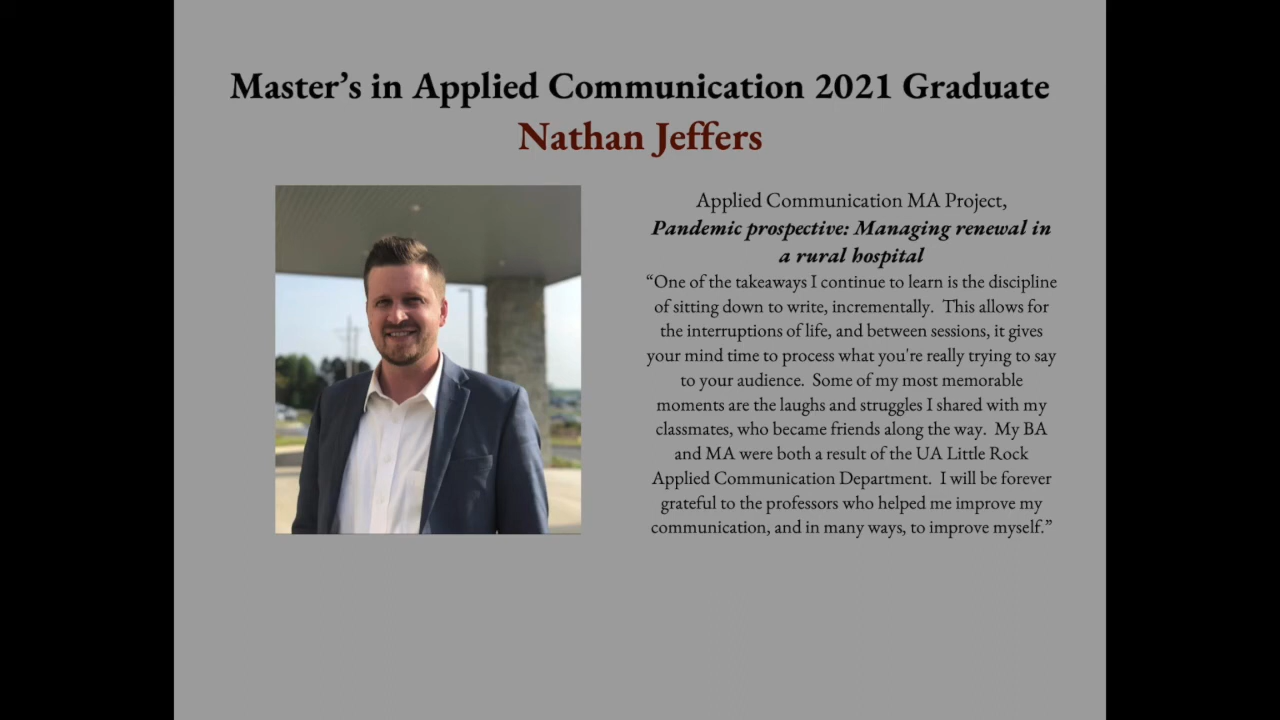 Master’s in Applied Communication 2021 Graduate
Nathan Jeffers
Applied Communication MA Project,
Pandemic prospective: Managing renewal in
a rural hospital
“One of the takeaways I continue to learn is the discipline
of sitting down to write, incrementally.  This allows for
the interruptions of life, and between sessions, it gives
your mind time to process what you're really trying to say
to your audience.  Some of my most memorable
moments are the laughs and struggles I shared with my
classmates, who became friends along the way.  My BA
and MA were both a result of the UA Little Rock
Applied Communication Department.  I will be forever
grateful to the professors who helped me improve my
communication, and in many ways, to improve myself.”